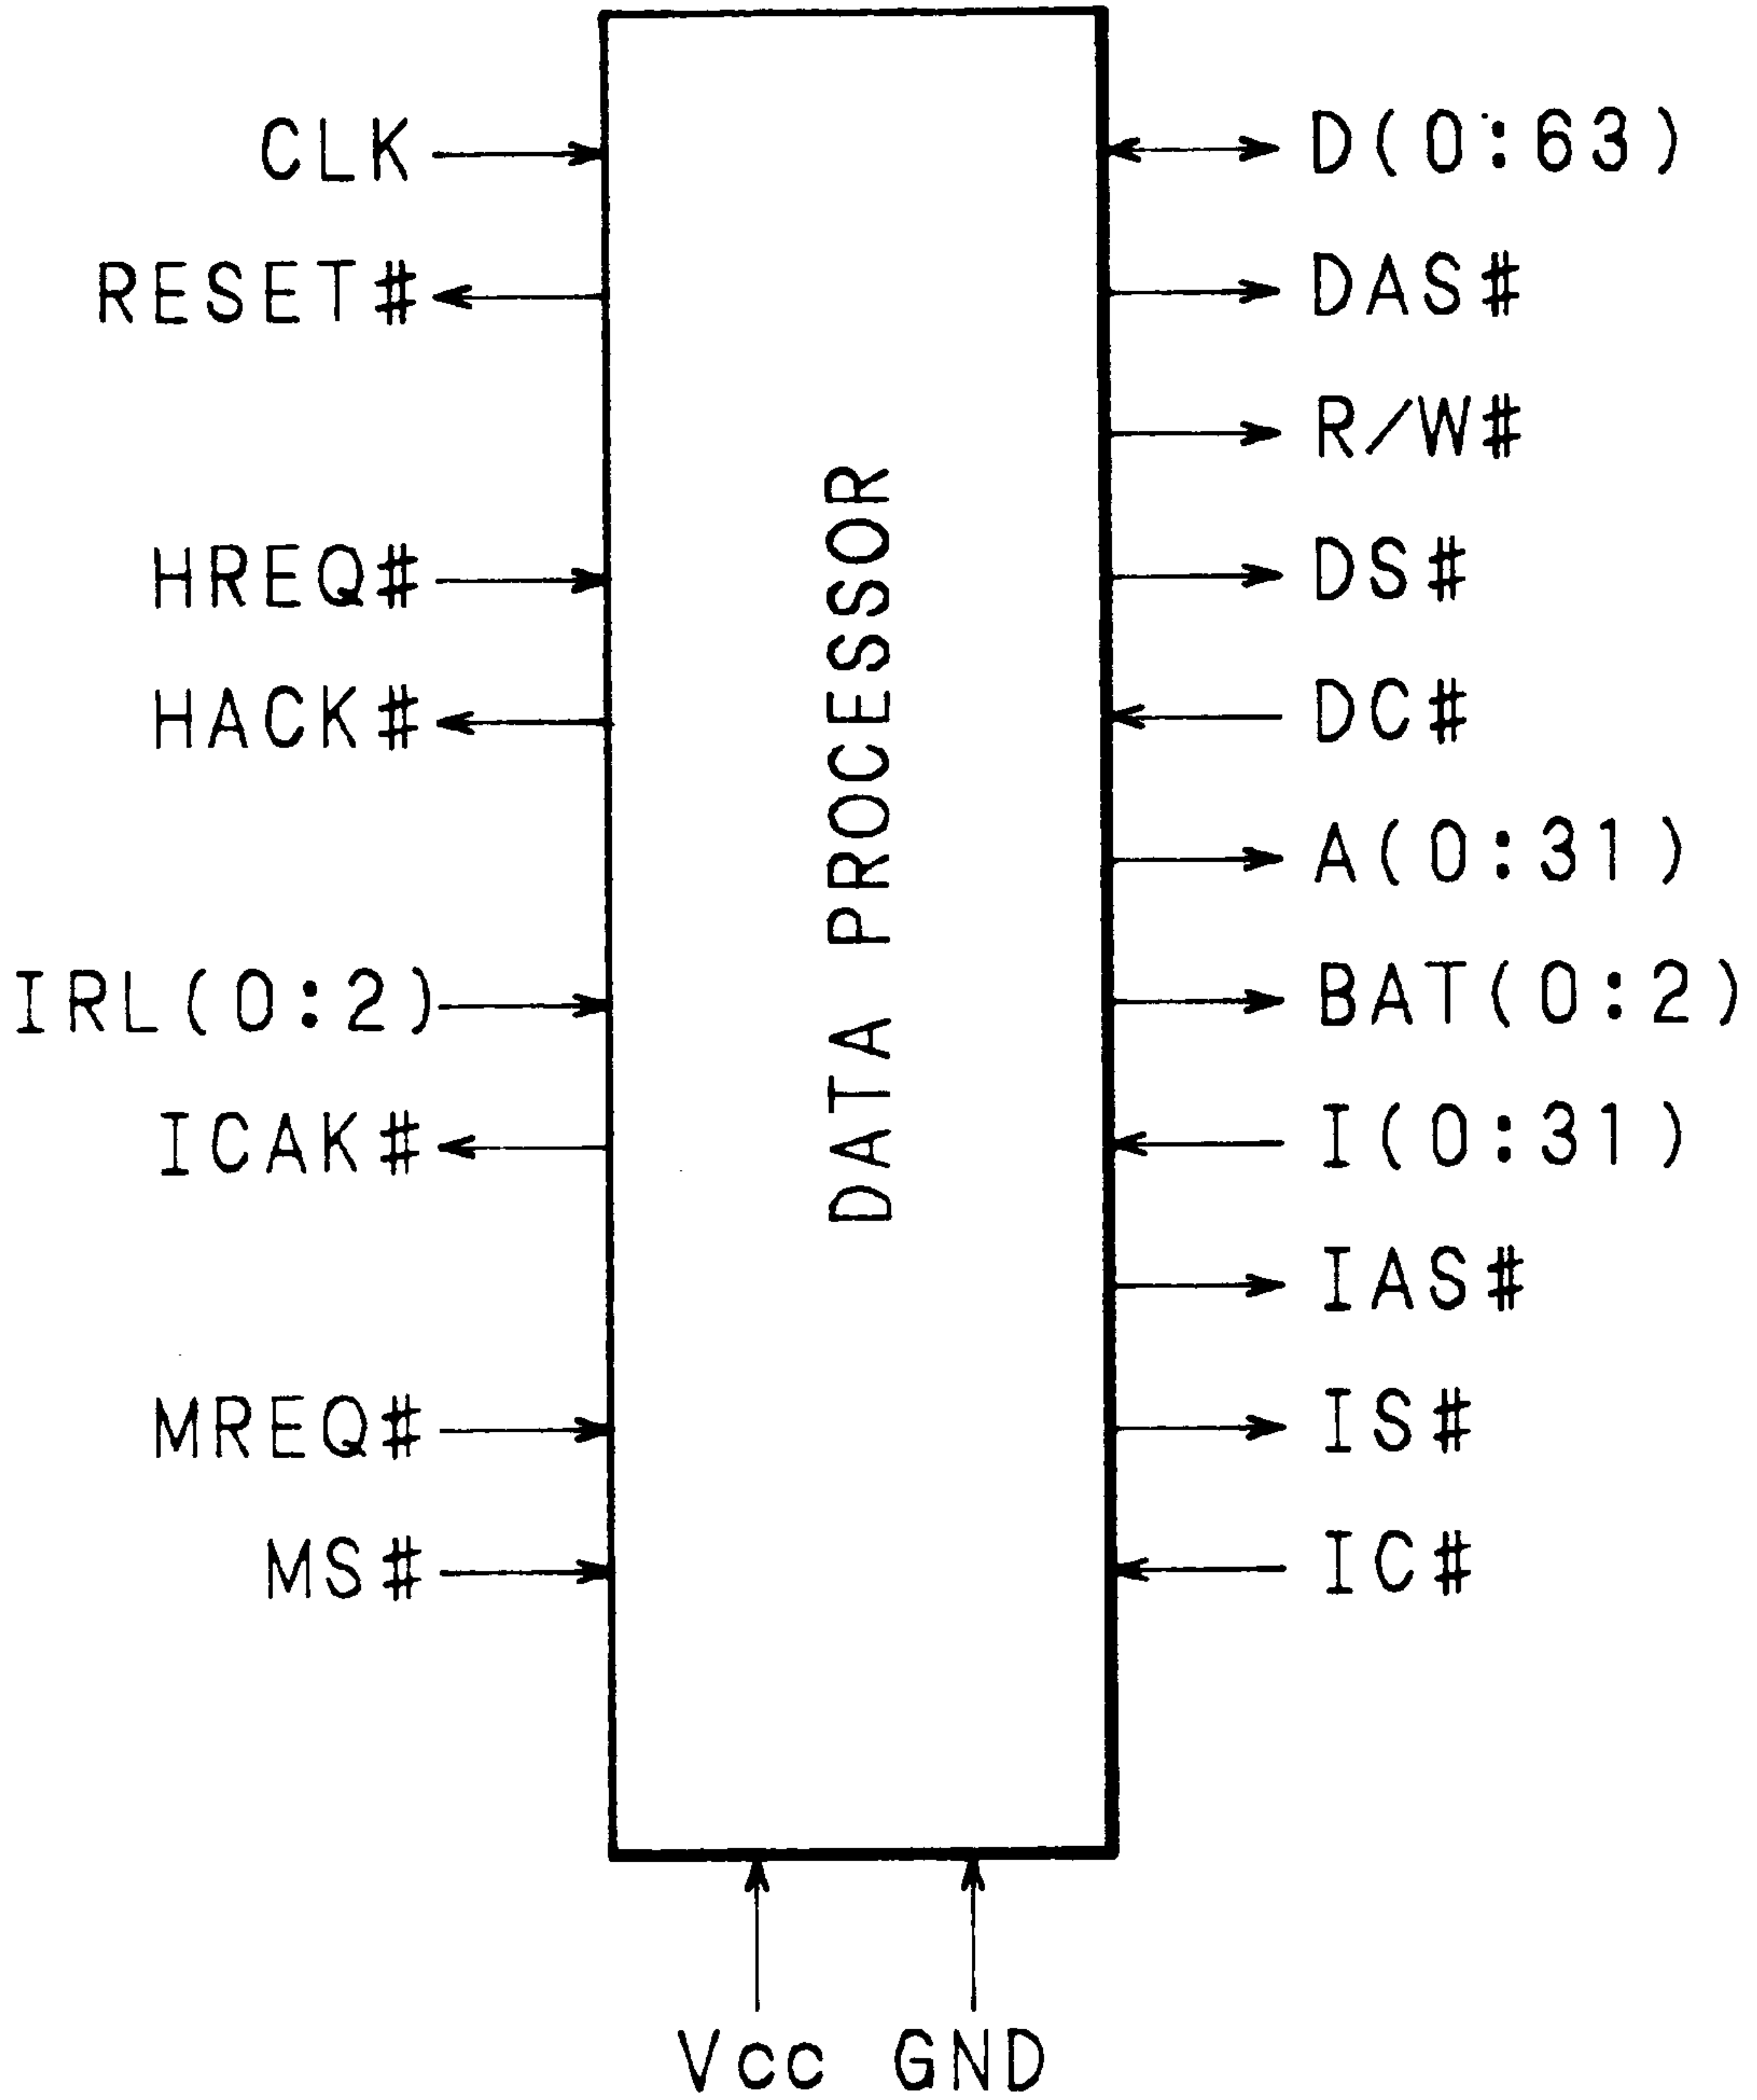 CLK
RESET#
HREQ#
HACK#
IRL(0:2)
ICAK#
MREQ#
MS#
DATA PROCESSOR
D(0:63)
DAS#
R/W#
DS#
DC#
A(0:31)
BAT(0:2)
I(0:31)
IAS#
IS#
IC#
Vcc GND